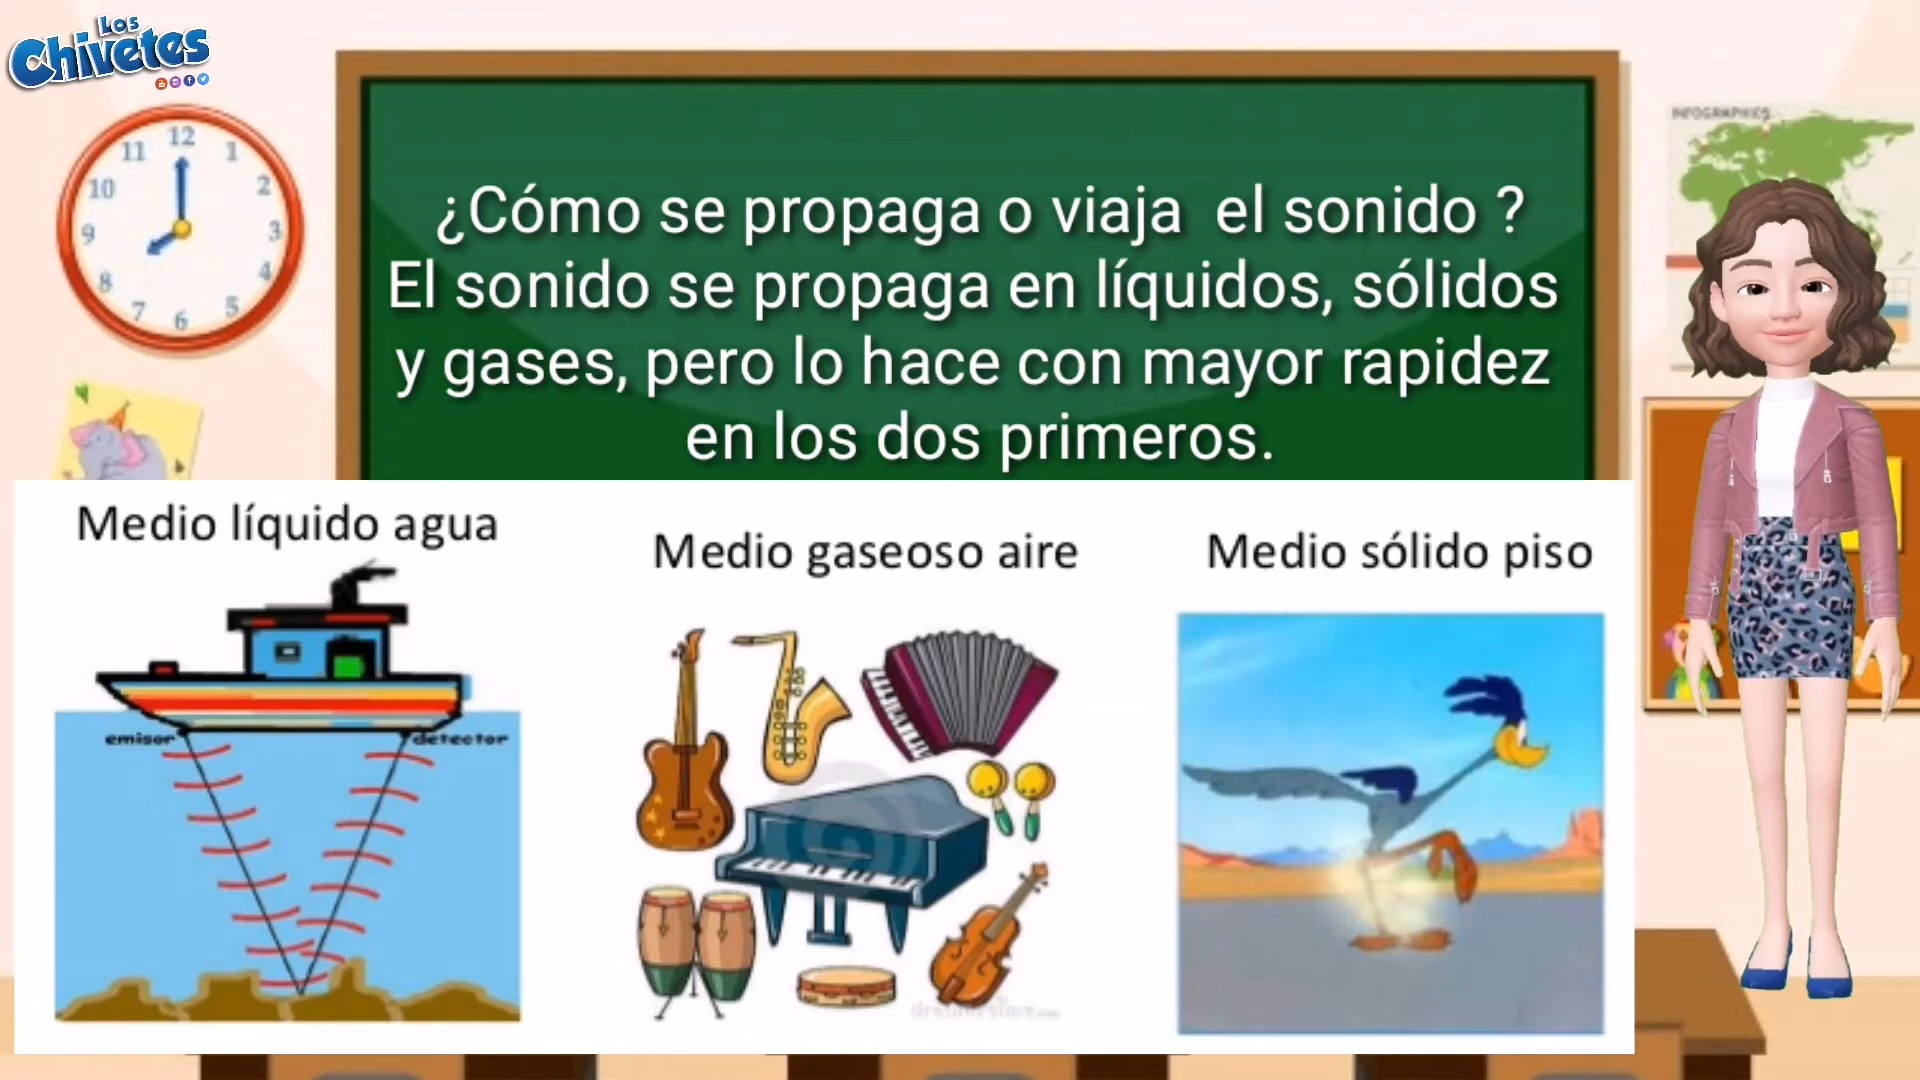 Los
Chivetes
12
11
1
10
2
9
3
8
4
7
5
6
INFOGRAPHICS
¿Cómo se propaga o viaja el sonido ?
El sonido se propaga en líquidos, sólidos
y gases, pero lo hace con mayor rapidez
en los dos primeros.
Medio líquido agua
Medio gaseoso aire
Medio sólido piso
emisor
detector
dreamstime.com